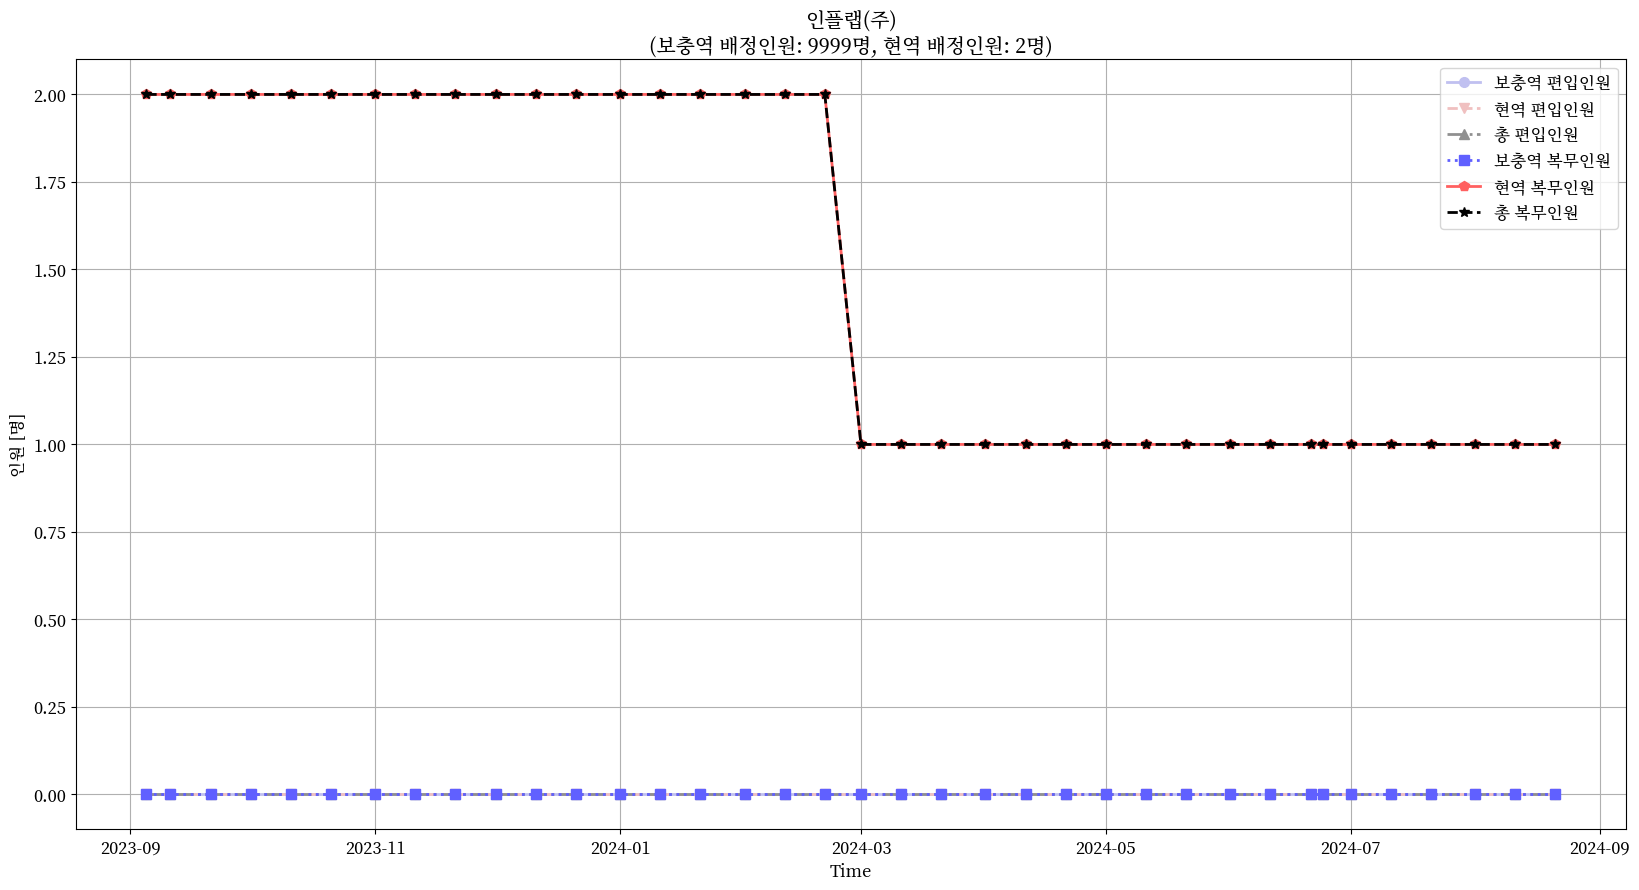 인플랩(주)
(보충역 배정인원: 9999명, 현역 배정인원: 2명)
보충역 편입인원
현역 편입인원
총 편입인원
보충역 복무인원
현역 복무인원
총 복무인원
인원 [명]
2.00
1.75
1.50
1.25
1.00
0.75
0.50
0.25
0.00
2023-09 2023-11 2024-01 2024-03 2024-05 2024-07 2024-09
Time